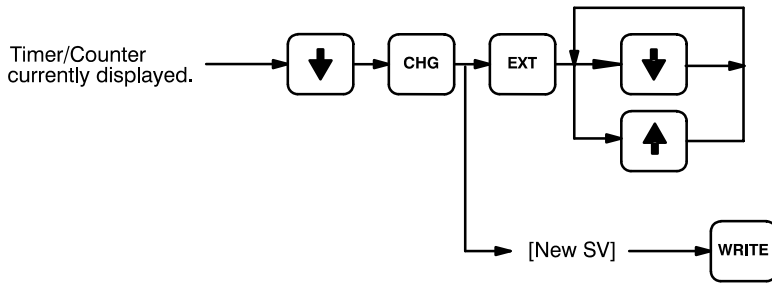 Timer/Counter
currently displayed.
CHG
EXT
[New SV]
WRITE